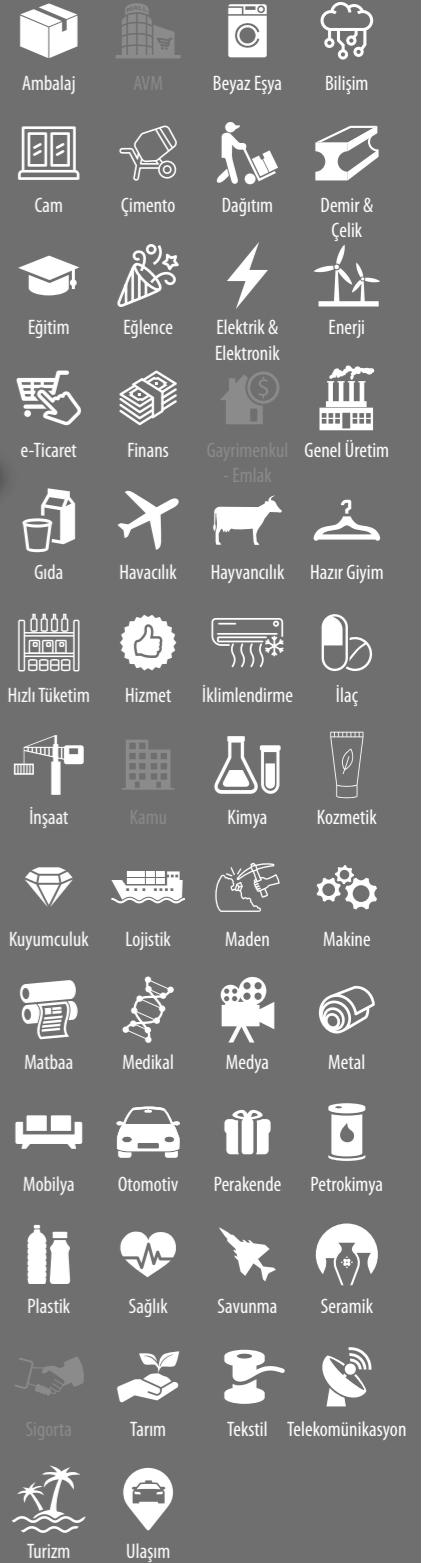 Ambalaj
AVM
Beyaz Eşya
Bilişim
Cam
Çimento
Dağıtım
Demir &
Çelik
Eğitim
Eğlence
Elektrik &
Elektronik
Enerji
e-Ticaret
Finans
Gayrimenkul
- Emlak
Genel Üretim
Gıda
Havacılık
Hayvancılık
Hazır Giyim
Hızlı Tüketim
Hizmet
İklimlendirme
İlaç
İnşaat
Kamu
Kimya
Kozmetik
Kuyumculuk
Lojistik
Maden
Makine
Matbaa
Medikal
Medya
Metal
Mobilya
Otomotiv
Perakende
Petrokimya
Plastik
Sağlık
Savunma
Seramik
Sigorta
Tarım
Tekstil
Telekomünikasyon
Turizm
Ulaşım